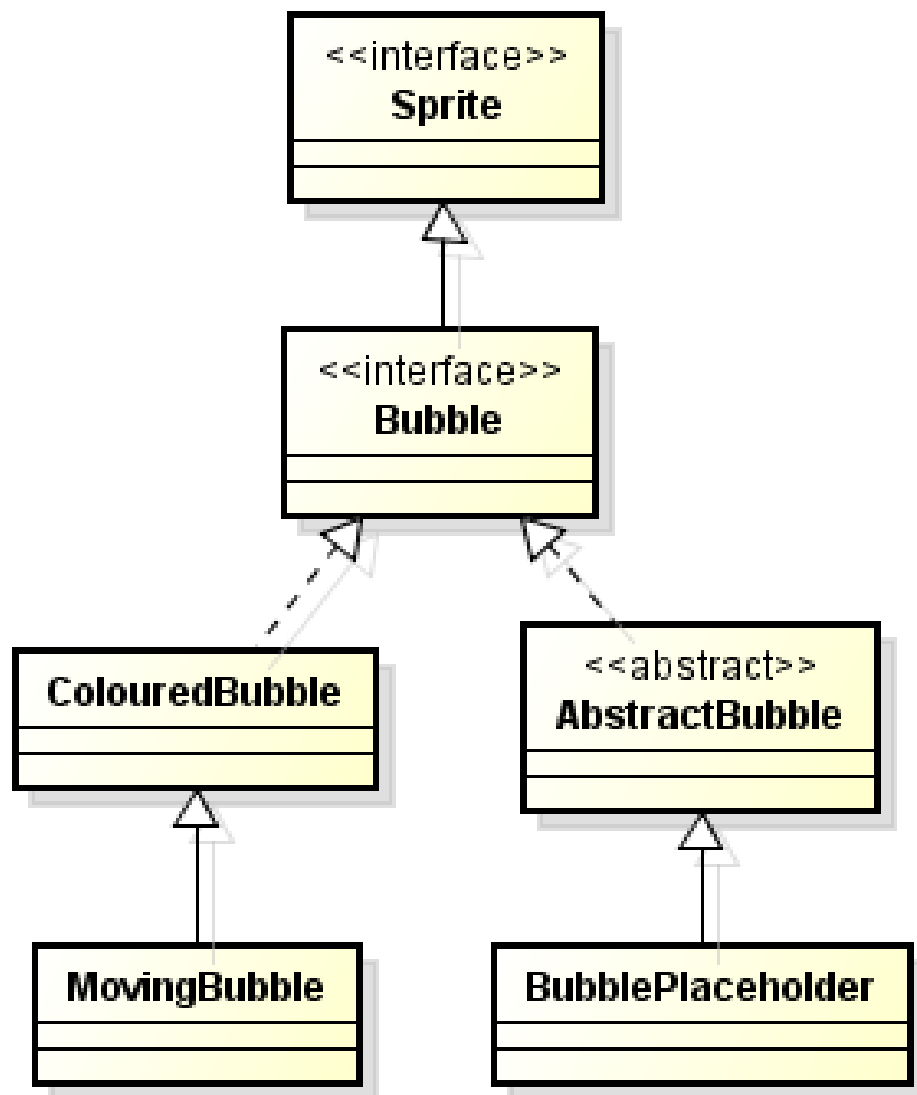 <<interface>>
Sprite
<<interface>>
Bubble
ColouredBubble
<<abstract>>
AbstractBubble
MovingBubble
BubblePlaceholder